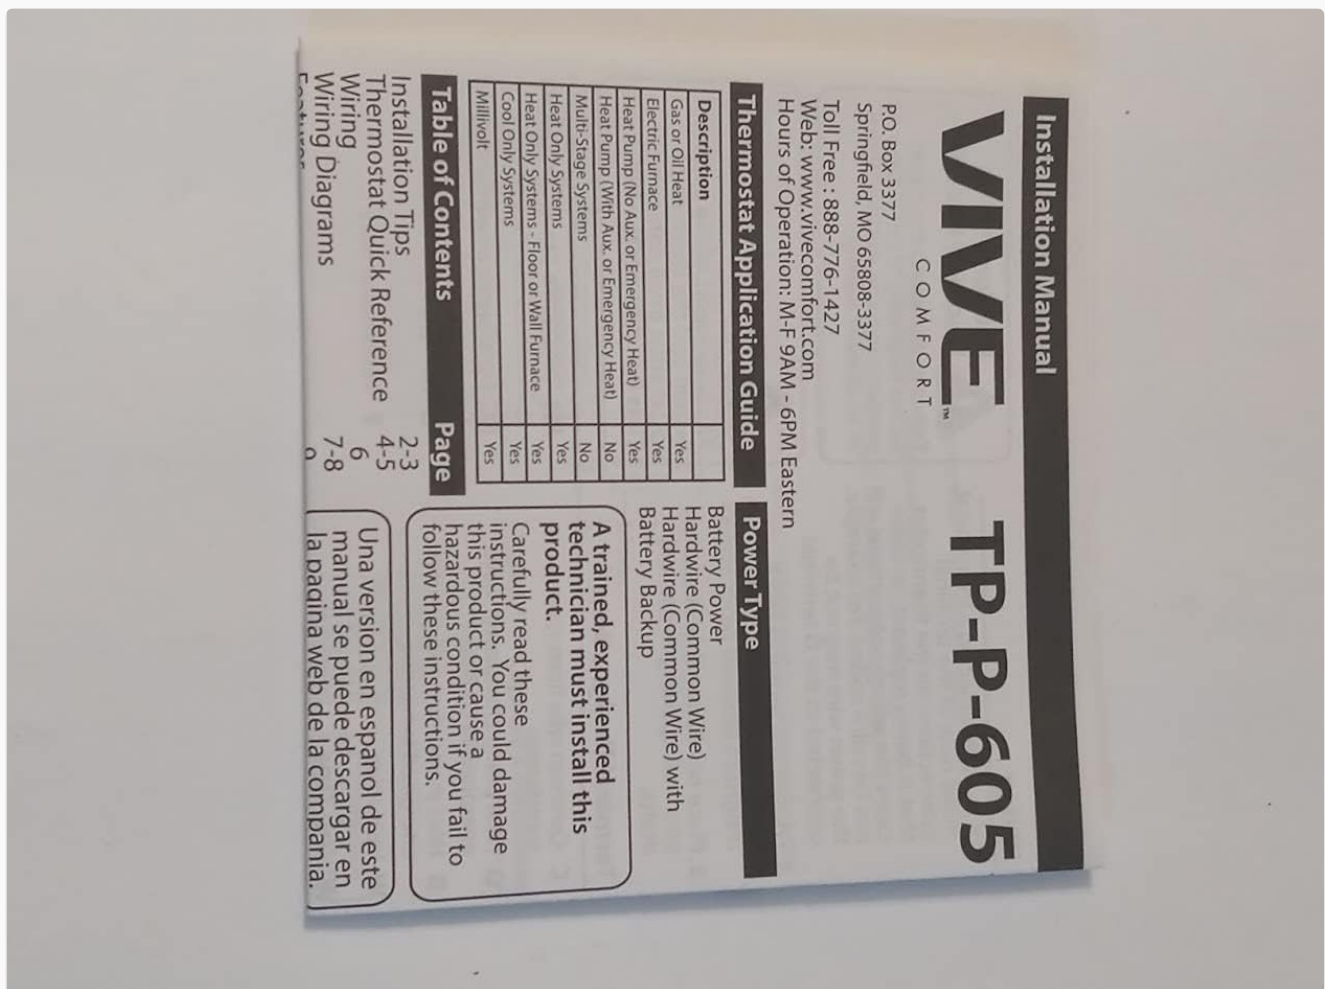 Installation Manual
VIVE™ TP-P-605
COMFORT
P.O. Box 3377
Springfield, MO 65808-3377
Toll Free : 888-776-1427
Web: www.vivecomfort.com
Hours of Operation: M-F 9AM - 6PM Eastern
Thermostat Application Guide
Description
Gas or Oil Heat Yes
Electric Furnace Yes
Heat Pump (No Aux. or Emergency Heat) Yes
Heat Pump (With Aux. or Emergency Heat) No
Multi-Stage Systems No
Heat Only Systems Yes
Heat Only Systems - Floor or Wall Furnace Yes
Cool Only Systems Yes
Millivolt Yes
Power Type
Battery Power
Hardwire (Common Wire)
Hardwire (Common Wire) with
Battery Backup
A trained, experienced
technician must install this
product.
Carefully read these
instructions. You could damage
this product or cause a
hazardous condition if you fail to
follow these instructions.
Table of Contents Page
Installation Tips 2-3
Thermostat Quick Reference 4-5
Wiring 6
Wiring Diagrams 7-8
Una version en espanol de este
manual se puede descargar en
la pagina web de la compania.